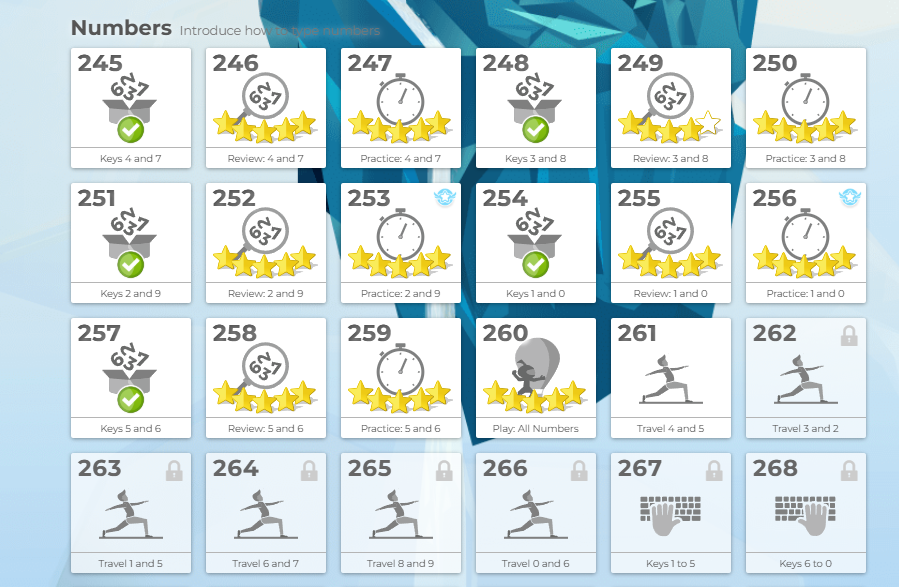 Numbers Introduce how to type numbers
245 246 247 248 249 250
Keys 4 and 7 Review: 4 and 7 Practice: 4 and 7 Keys 3 and 8 Review: 3 and 8 Practice: 3 and 8
251 252 253 254 255 256
Keys 2 and 9 Review: 2 and 9 Practice: 2 and 9 Keys 1 and 0 Review: 1 and 0 Practice: 1 and 0
257 258 259 260 261 262
Keys 5 and 6 Review: 5 and 6 Practice: 5 and 6 Play: All Numbers Travel 4 and 5 Travel 3 and 2
263 264 265 266 267 268
Travel 1 and 5 Travel 6 and 7 Travel 8 and 9 Travel 0 and 6 Keys 1 to 5 Keys 6 to 0